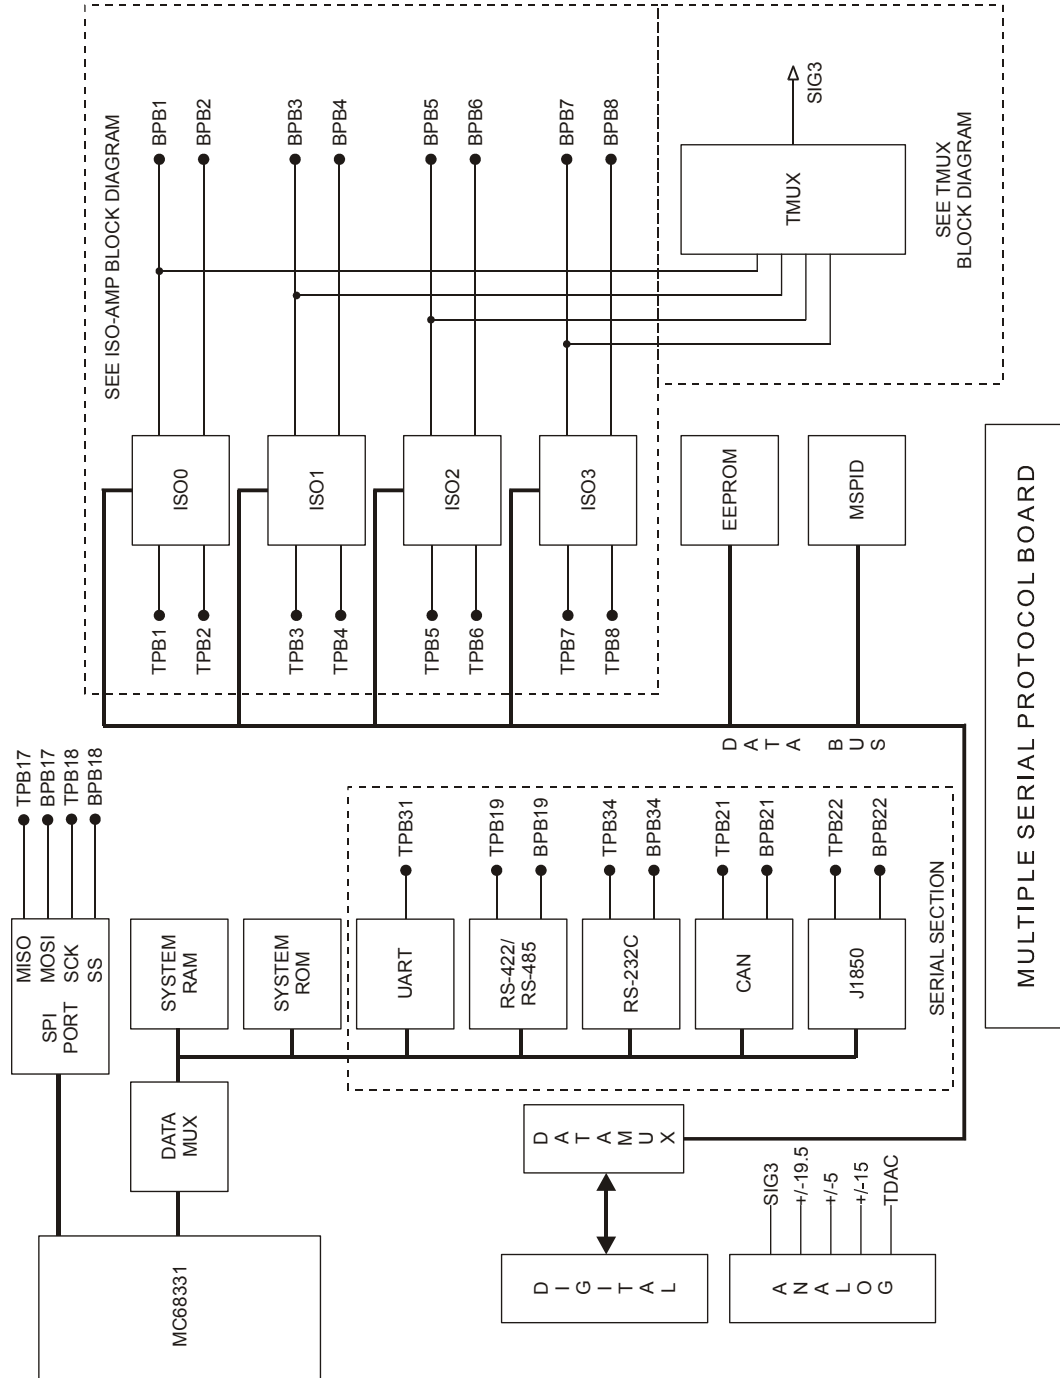 MC68331
SPI
PORT
MISO
MOSI
SCK
SS
TPB17
BPB17
TPB18
BPB18
DATA
MUX
SYSTEM
RAM
SYSTEM
ROM
UART
TPB31
RS-422/
RS-485
TPB19
BPB19
RS-232C
TPB34
BPB34
CAN
TPB21
BPB21
J1850
TPB22
BPB22
SERIAL SECTION
DIGITAL
DATAMUX
ANALOG
SIG3
+/-19.5
+/-5
+/-15
TDAC
DATA BUS
SEE ISO-AMP BLOCK DIAGRAM
TPB1
TPB2
ISO0
BPB1
BPB2
TPB3
TPB4
ISO1
BPB3
BPB4
TPB5
TPB6
ISO2
BPB5
BPB6
TPB7
TPB8
ISO3
BPB7
BPB8
EEPROM
MSPID
TMUX
SIG3
SEE TMUX
BLOCK DIAGRAM
MULTIPLE SERIAL PROTOCOL BOARD